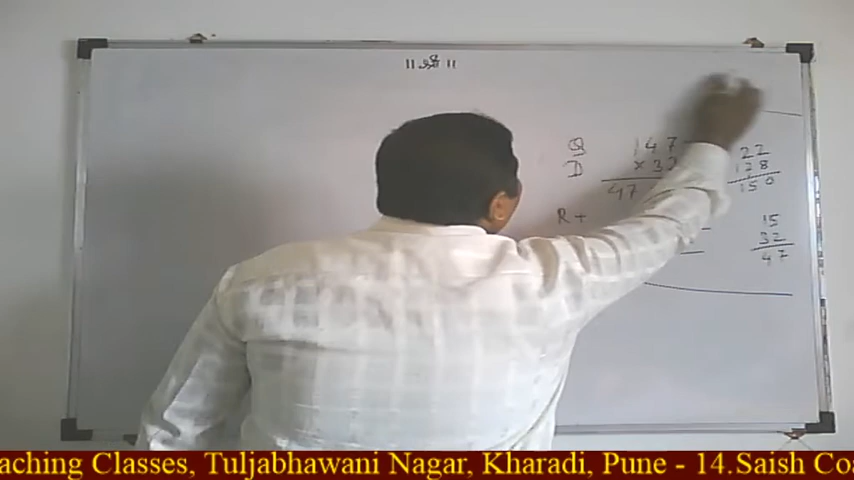 ॥ श्री ॥
Q 147
D ×32
47
R+
22
128
150
15
32
47
aching Classes, Tuljabhawani Nagar, Kharadi, Pune - 14.Saish Coa